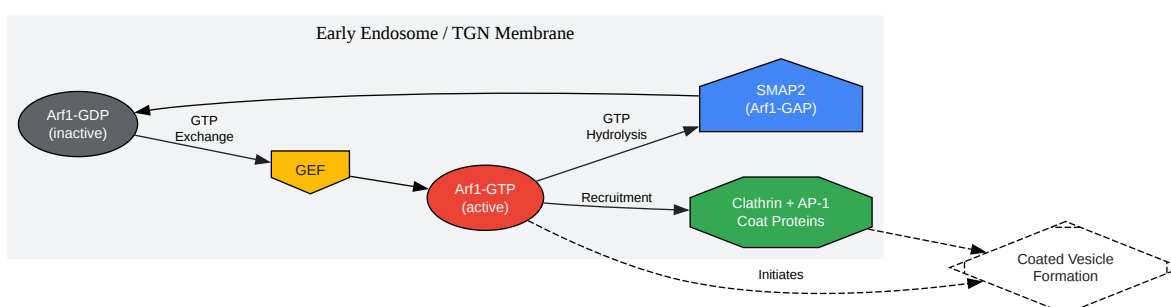 Early Endosome / TGN Membrane
Arf1-GDP
(inactive)
GTP
Exchange
GEF
Arf1-GTP
(active)
GTP
Hydrolysis
SMAP2
(Arf1-GAP)
Recruitment
Clathrin + AP-1
Coat Proteins
Initiates
Coated Vesicle
Formation